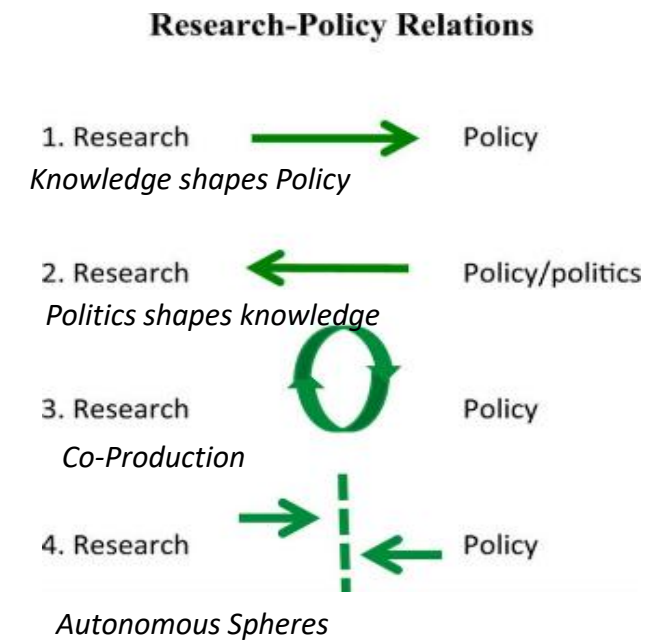 Research-Policy Relations
1. Research Policy
Knowledge shapes Policy
2. Research Policy/politics
Politics shapes knowledge
3. Research Policy
Co-Production
4. Research Policy
Autonomous Spheres